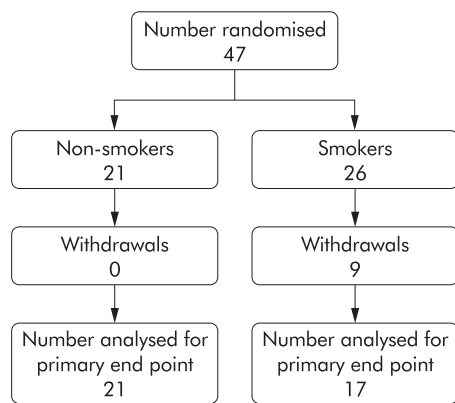 Number randomised
47
Non-smokers
21
Smokers
26
Withdrawals
0
Withdrawals
9
Number analysed for
primary end point
21
Number analysed for
primary end point
17